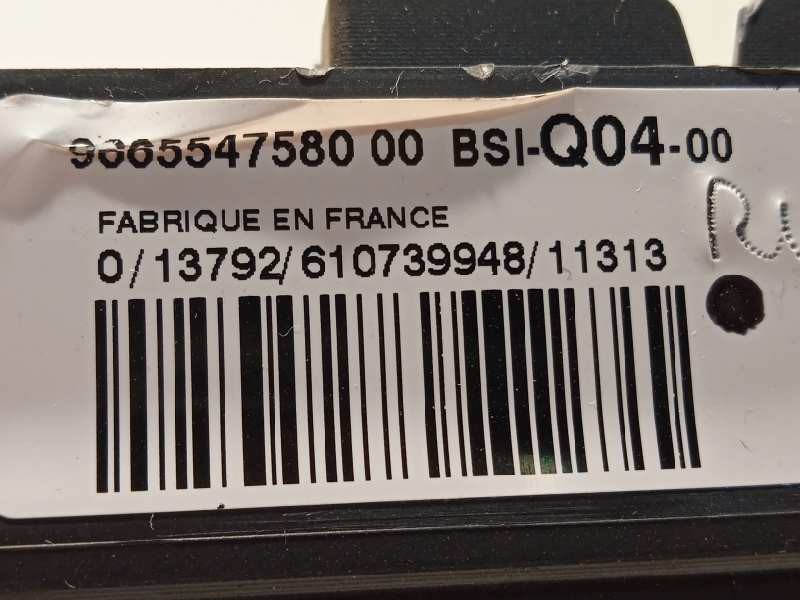 9665547580 00 BSI-Q04-00
FABRIQUE EN FRANCE
0/13792/610739948/11313